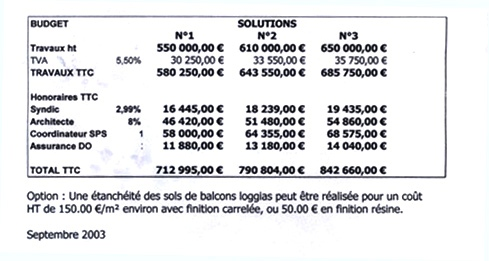 BUDGET SOLUTIONS
N°1 N°2 N°3
Travaux ht 550 000,00 € 610 000,00 € 650 000,00 €
TVA 5,50% 30 250,00 € 33 550,00 € 35 750,00 €
TRAVAUX TTC 580 250,00 € 643 550,00 € 685 750,00 €
Honoraires TTC
Syndic 2,99% 16 445,00 € 18 239,00 € 19 435,00 €
Architecte 8% 46 420,00 € 51 480,00 € 54 860,00 €
Coordinateur SPS 1 58 000,00 € 64 355,00 € 68 575,00 €
Assurance DO : 11 880,00 € 13 180,00 € 14 040,00 €
TOTAL TTC 712 995,00 € 790 804,00 € 842 660,00 €
Option : Une étanchéité des sols de balcons loggias peut être réalisée pour un coût
HT de 150.00 €/m² environ avec finition carrelée, ou 50.00 € en finition résine.
Septembre 2003